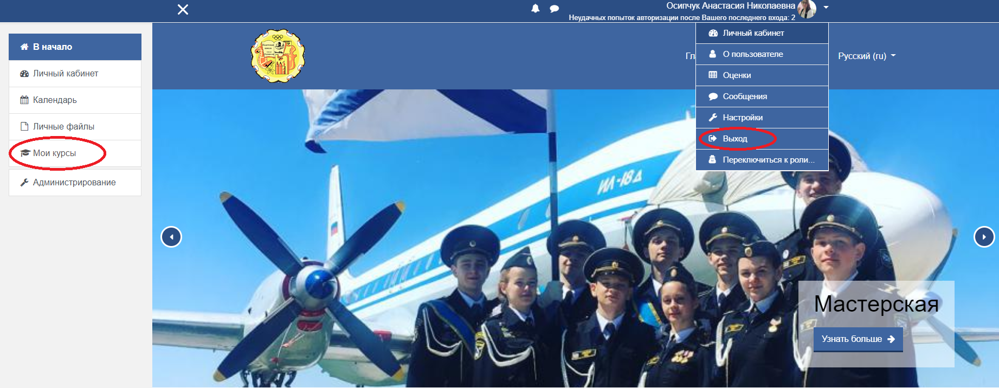 Осипчук Анастасия Николаевна
Неудачных попыток авторизации после Вашего последнего входа: 2
В начало
Личный кабинет
Календарь
Личные файлы
Мои курсы
Администрирование
Гл
Личный кабинет
О пользователе
Оценки
Сообщения
Настройки
Выход
Переключиться к роли...
Русский (ru)
ИЛ-18Д
Мастерская
Узнать больше